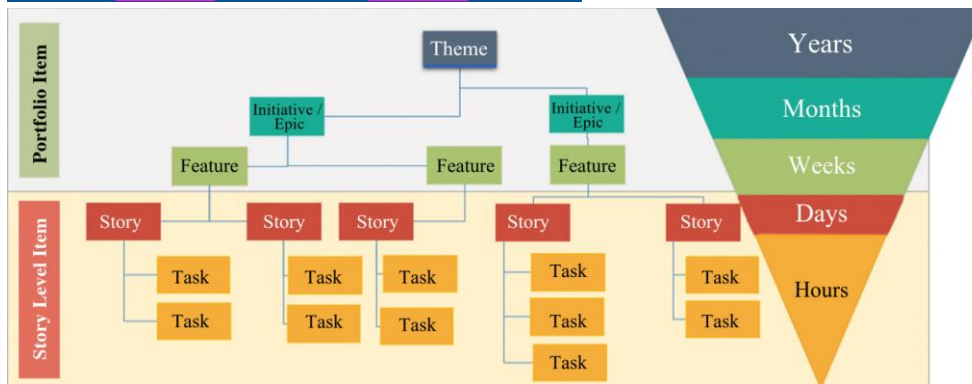 Portfolio Item
Theme
Years
Initiative /
Epic
Initiative /
Epic
Months
Feature
Feature
Feature
Weeks
Story Level Item
Story
Story
Story
Story
Story
Days
Task
Task
Task
Task
Task
Hours
Task
Task
Task
Task
Task
Task